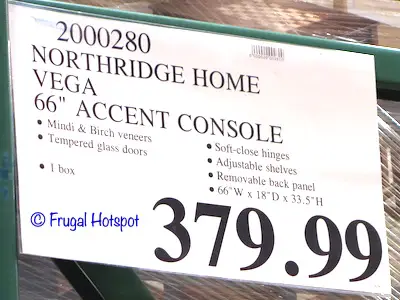 2000280
NORTHRIDGE HOME
VEGA
66" ACCENT CONSOLE
• Mindi & Birch veneers
• Tempered glass doors
• 1 box
• Soft-close hinges
• Adjustable shelves
• Removable back panel
• 66"W x 18"D x 33.5"H
© Frugal Hotspot
379.99